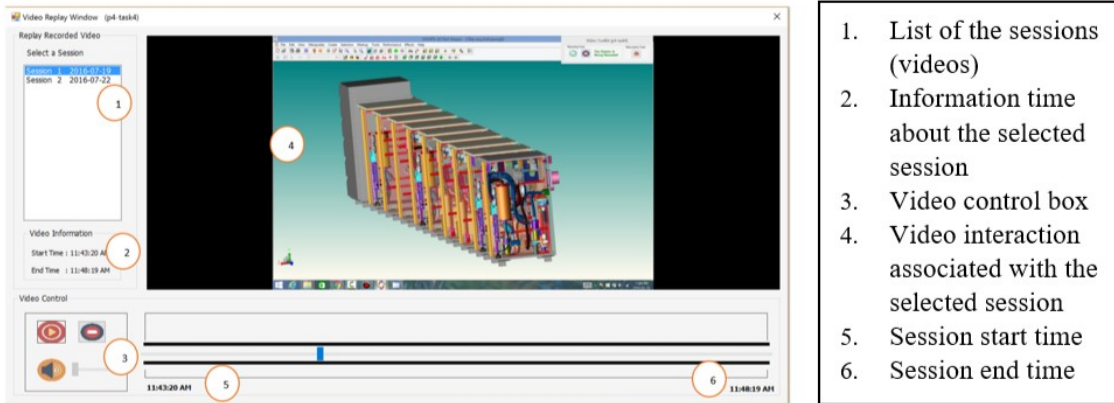 Video Replay Window (p4-task4)
Replay Recorded Video
Select a Session
Session 1 2016-07-19
Session 2 2016-07-22
1
4
Video Information
Start Time : 11:43:20 AM
2
End Time : 11:48:19 AM
Video Control
3
11:43:20 AM
5
6
11:48:19 AM
1. List of the sessions
(videos)
2. Information time
about the selected
session
3. Video control box
4. Video interaction
associated with the
selected session
5. Session start time
6. Session end time